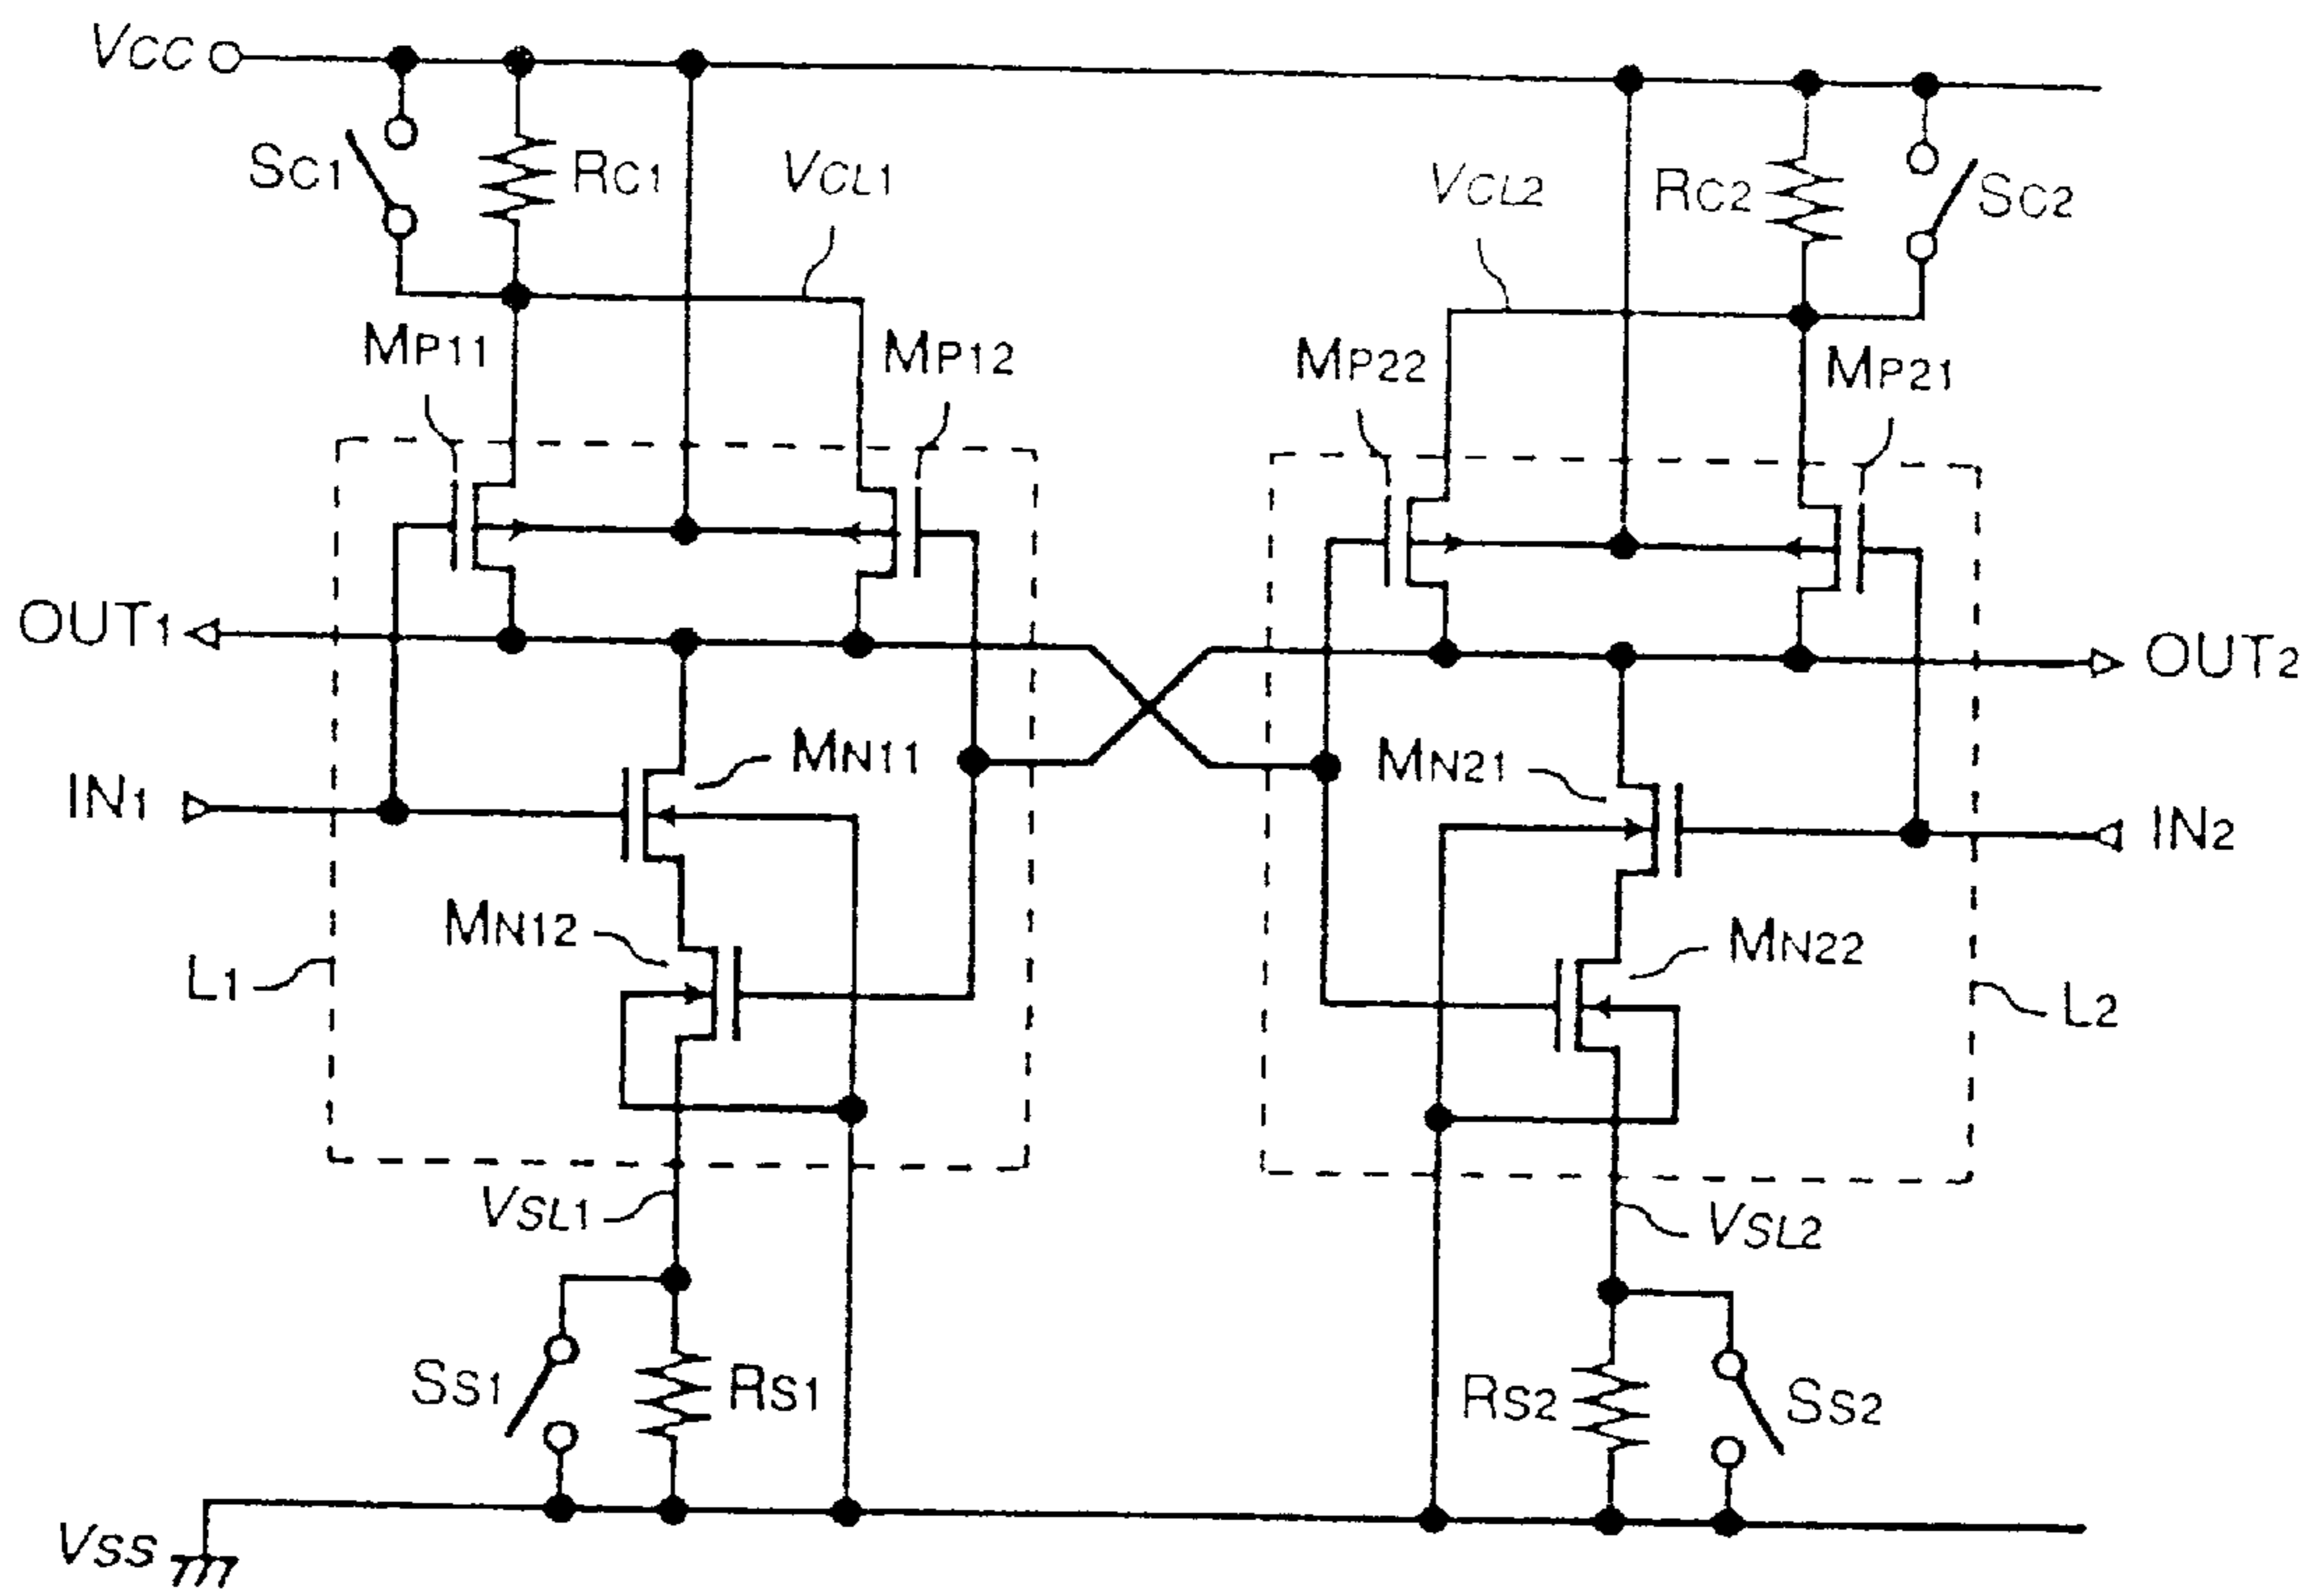 VCC
SC1
RC1
VCL1
VCL2
RC2
SC2
MP11
MP12
MP22
MP21
OUT1
OUT2
IN1
MN11
MN21
IN2
MN12
MN22
L1
L2
VSL1
VSL2
SS1
RS1
RS2
SS2
VSS